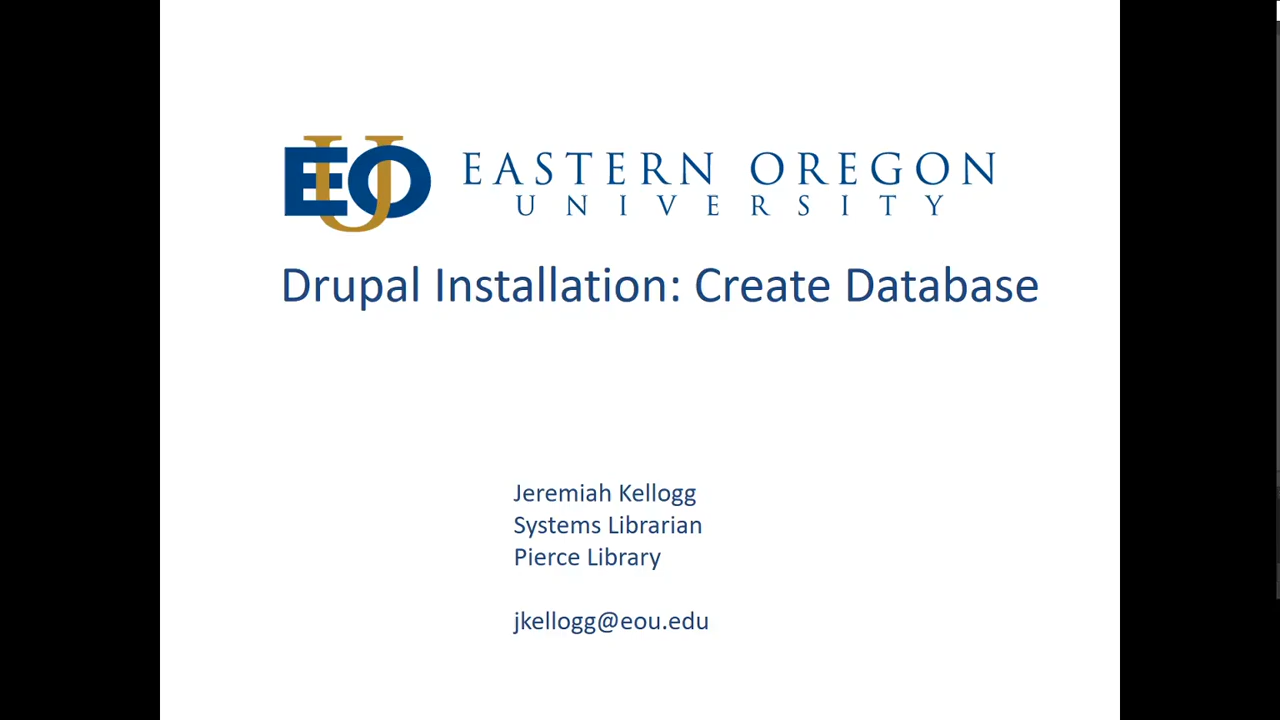 EOU
EASTERN OREGON
UNIVERSITY
Drupal Installation: Create Database
Jeremiah Kellogg
Systems Librarian
Pierce Library
jkellogg@eou.edu